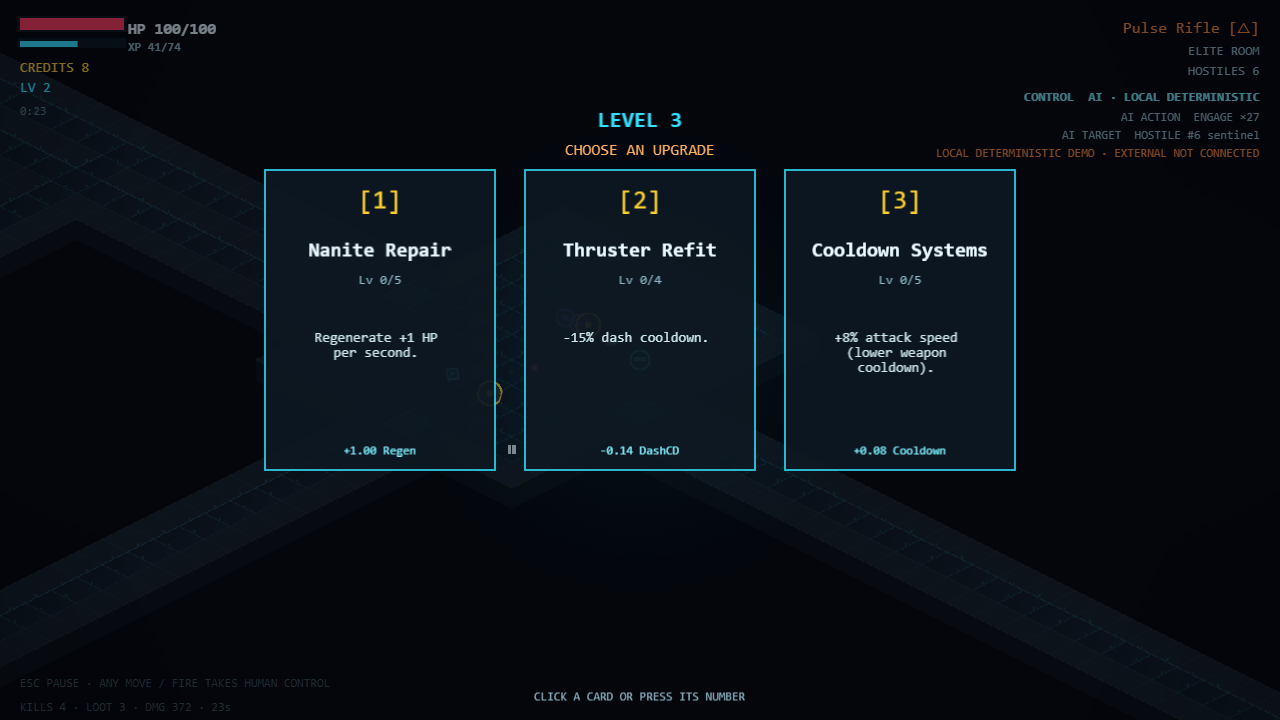 HP 100/100
XP 41/74
CREDITS 8
LV 2
0:23
Pulse Rifle [△]
ELITE ROOM
HOSTILES 6
CONTROL AI · LOCAL DETERMINISTIC
AI ACTION ENGAGE ×27
AI TARGET HOSTILE #6 sentinel
LOCAL DETERMINISTIC DEMO · EXTERNAL NOT CONNECTED
LEVEL 3
CHOOSE AN UPGRADE
[1]
Nanite Repair
Lv 0/5
Regenerate +1 HP
per second.
+1.00 Regen
[2]
Thruster Refit
Lv 0/4
-15% dash cooldown.
-0.14 DashCD
[3]
Cooldown Systems
Lv 0/5
+8% attack speed
(lower weapon
cooldown).
+0.08 Cooldown
ESC PAUSE · ANY MOVE / FIRE TAKES HUMAN CONTROL
KILLS 4 · LOOT 3 · DMG 372 · 23s
CLICK A CARD OR PRESS ITS NUMBER